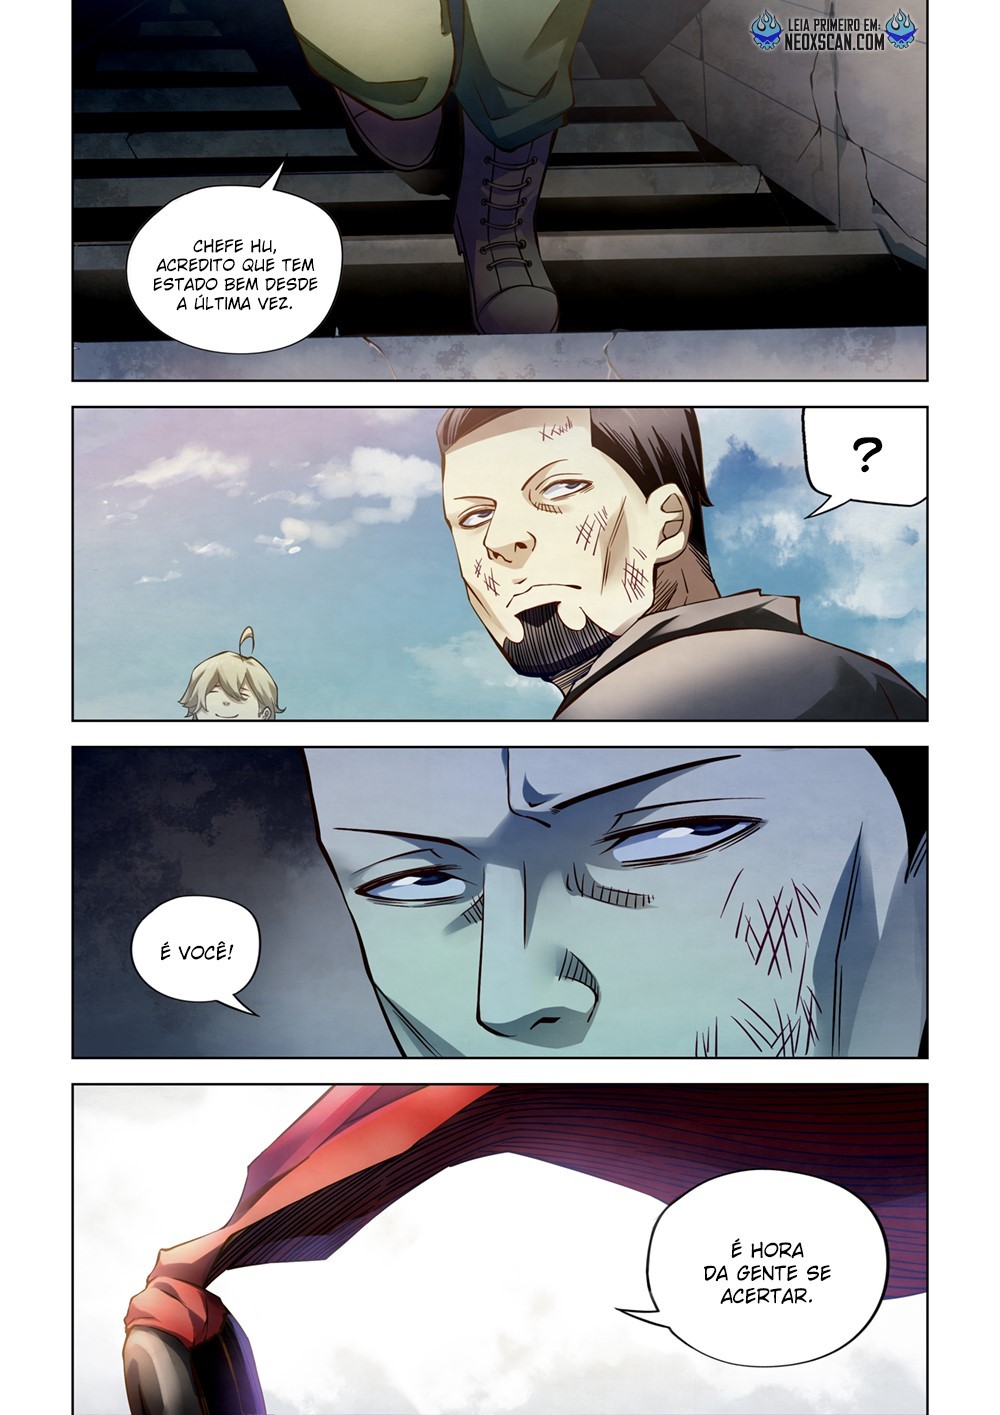 LEIA PRIMEIRO EM:
NEOXSCAN.COM
CHEFE HU,
ACREDITO QUE TEM
ESTADO BEM DESDE
A ÚLTIMA VEZ.
?
É VOCÊ!
É HORA
DA GENTE SE
ACERTAR.